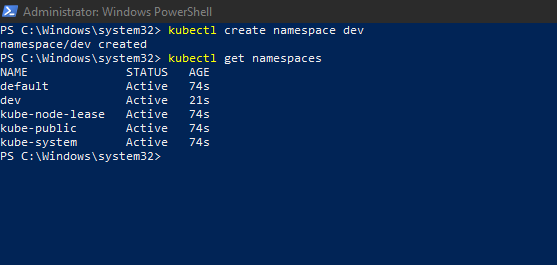 Administrator: Windows PowerShell
PS C:\Windows\system32> kubectl create namespace dev
namespace/dev created
PS C:\Windows\system32> kubectl get namespaces
NAME              STATUS   AGE
default           Active   74s
dev               Active   21s
kube-node-lease   Active   74s
kube-public       Active   74s
kube-system       Active   74s
PS C:\Windows\system32>